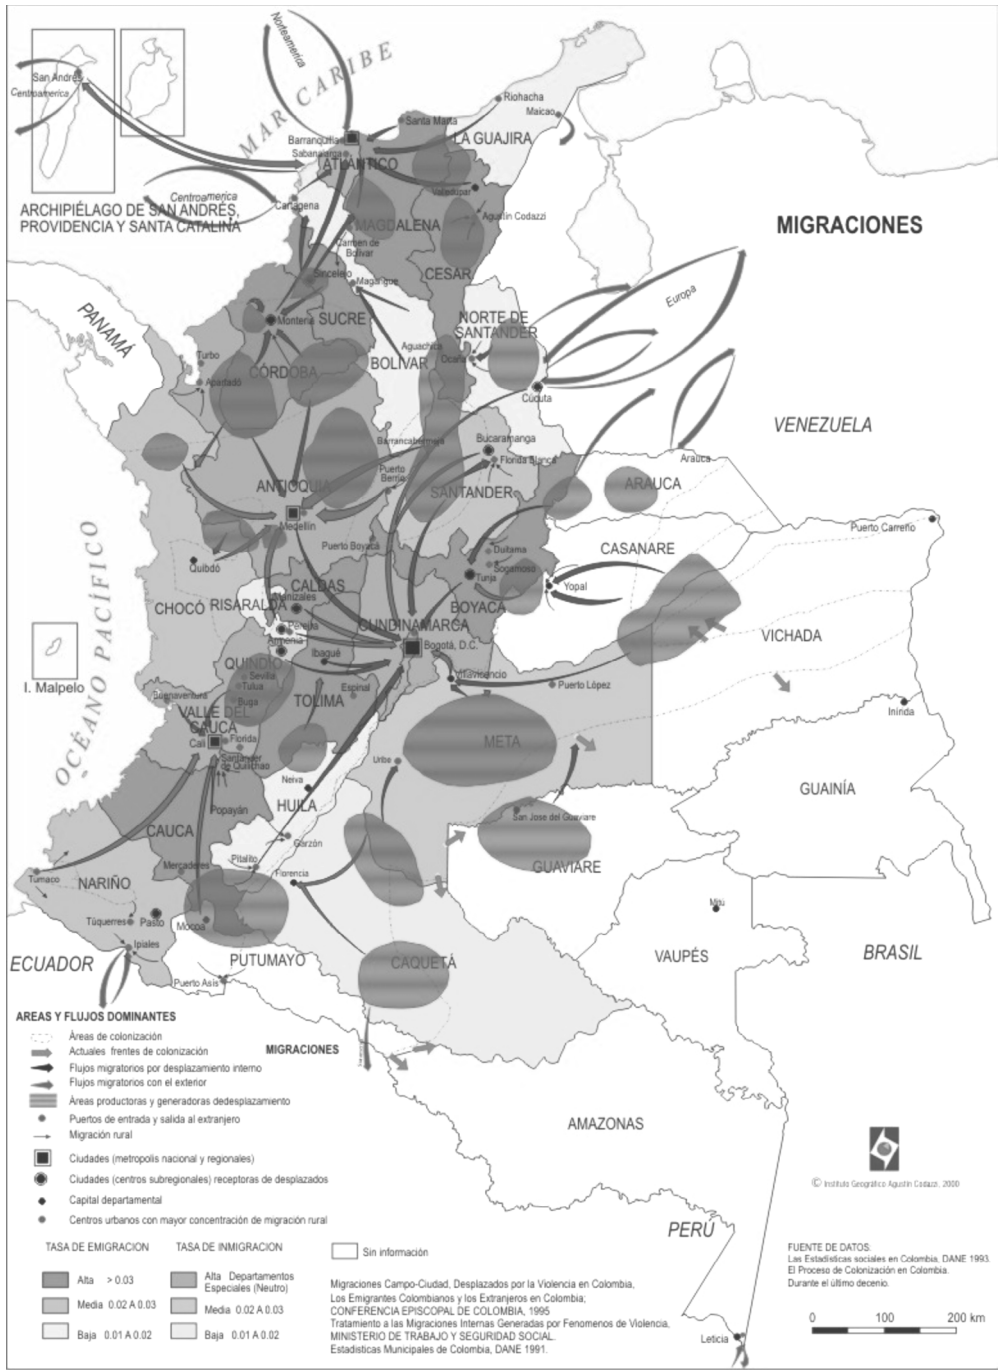 Norteamerica
MAR CARIBE
San Andrés
Centroamerica
Riohacha
Maicao
Santa Marta
LA GUAJIRA
Barranquilla
Sabanalarga
ATLÁNTICO
Valledupar
Centroamerica
Cartagena
ARCHIPIÉLAGO DE SAN ANDRÉS,
PROVIDENCIA Y SANTA CATALINA
MAGDALENA
Agustín Codazzi
MIGRACIONES
Carmen de
Bolívar
CESAR
Sincelejo
Magangue
Europa
PANAMÁ
Montería
SUCRE
NORTE DE
SANTANDER
Turbo
Aguachica
Ocaña
BOLÍVAR
Apartadó
CÓRDOBA
Cúcuta
VENEZUELA
Barrancabermeja
Bucaramanga
Florida Blanca
Arauca
Puerto
Berrio
ANTIOQUIA
SANTANDER
ARAUCA
Medellín
Puerto Carreño
Puerto Boyacá
Duitama
CASANARE
Sogamoso
Quibdó
Tunja
Yopal
CALDAS
Manizales
CHOCÓ
RISARALDA
BOYACA
Pereira
CUNDINAMARCA
VICHADA
Armenia
Ibagué
Bogotá, D.C.
OCÉANO PACÍFICO
I. Malpelo
QUINDÍO
Sevilla
Tulua
Villavicencio
Puerto López
Buenaventura
Buga
Espinal
TOLIMA
VALLE DEL
CAUCA
Inírida
Cali
Florida
META
Santander
de Quilichao
Uribe
Neiva
GUAINÍA
Popayán
HUILA
San Jose del Guaviare
CAUCA
Garzón
Mercaderes
Pitalito
Florencia
GUAVIARE
Tumaco
NARIÑO
Mitú
Túquerres
Pasto
Mocoa
Ipiales
ECUADOR
PUTUMAYO
CAQUETÁ
VAUPÉS
BRASIL
Puerto Asis
AREAS Y FLUJOS DOMINANTES
Áreas de colonización
Actuales frentes de colonización
MIGRACIONES
Flujos migratorios por desplazamiento interno
Flujos migratorios con el exterior
Áreas productoras y generadoras dedesplazamiento
Puertos de entrada y salida al extranjero
Migración rural
AMAZONAS
Ciudades (metropolis nacional y regionales)
Ciudades (centros subregionales) receptoras de desplazados
© Instituto Geográfico Agustin Codazzi, 2000
Capital departamental
Centros urbanos con mayor concentración de migración rural
PERÚ
TASA DE EMIGRACION
TASA DE INMIGRACION
Sin información
Alta > 0.03
Alta Departamentos
Especiales (Neutro)
Media 0.02 A 0.03
Media 0.02 A 0.03
Baja 0.01 A 0.02
Baja 0.01 A 0.02
Migraciones Campo-Ciudad, Desplazados por la Violencia en Colombia,
Los Emigrantes Colombianos y los Extranjeros en Colombia;
CONFERENCIA EPISCOPAL DE COLOMBIA, 1995
Tratamiento a las Migraciones Internas Generadas por Fenomenos de Violencia,
MINISTERIO DE TRABAJO Y SEGURIDAD SOCIAL.
Estadisticas Municipales de Colombia, DANE 1991.
FUENTE DE DATOS:
Las Estadísticas sociales en Colombia, DANE 1993.
El Proceso de Colonización en Colombia.
Durante el último decenio.
0 100 200 km
Leticia